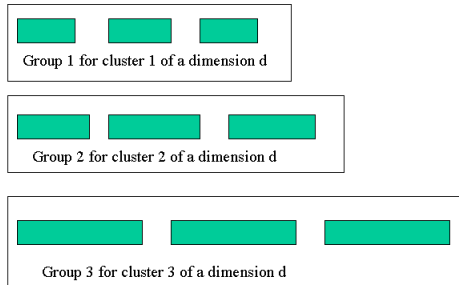 Group 1 for cluster 1 of a dimension d
Group 2 for cluster 2 of a dimension d
Group 3 for cluster 3 of a dimension d